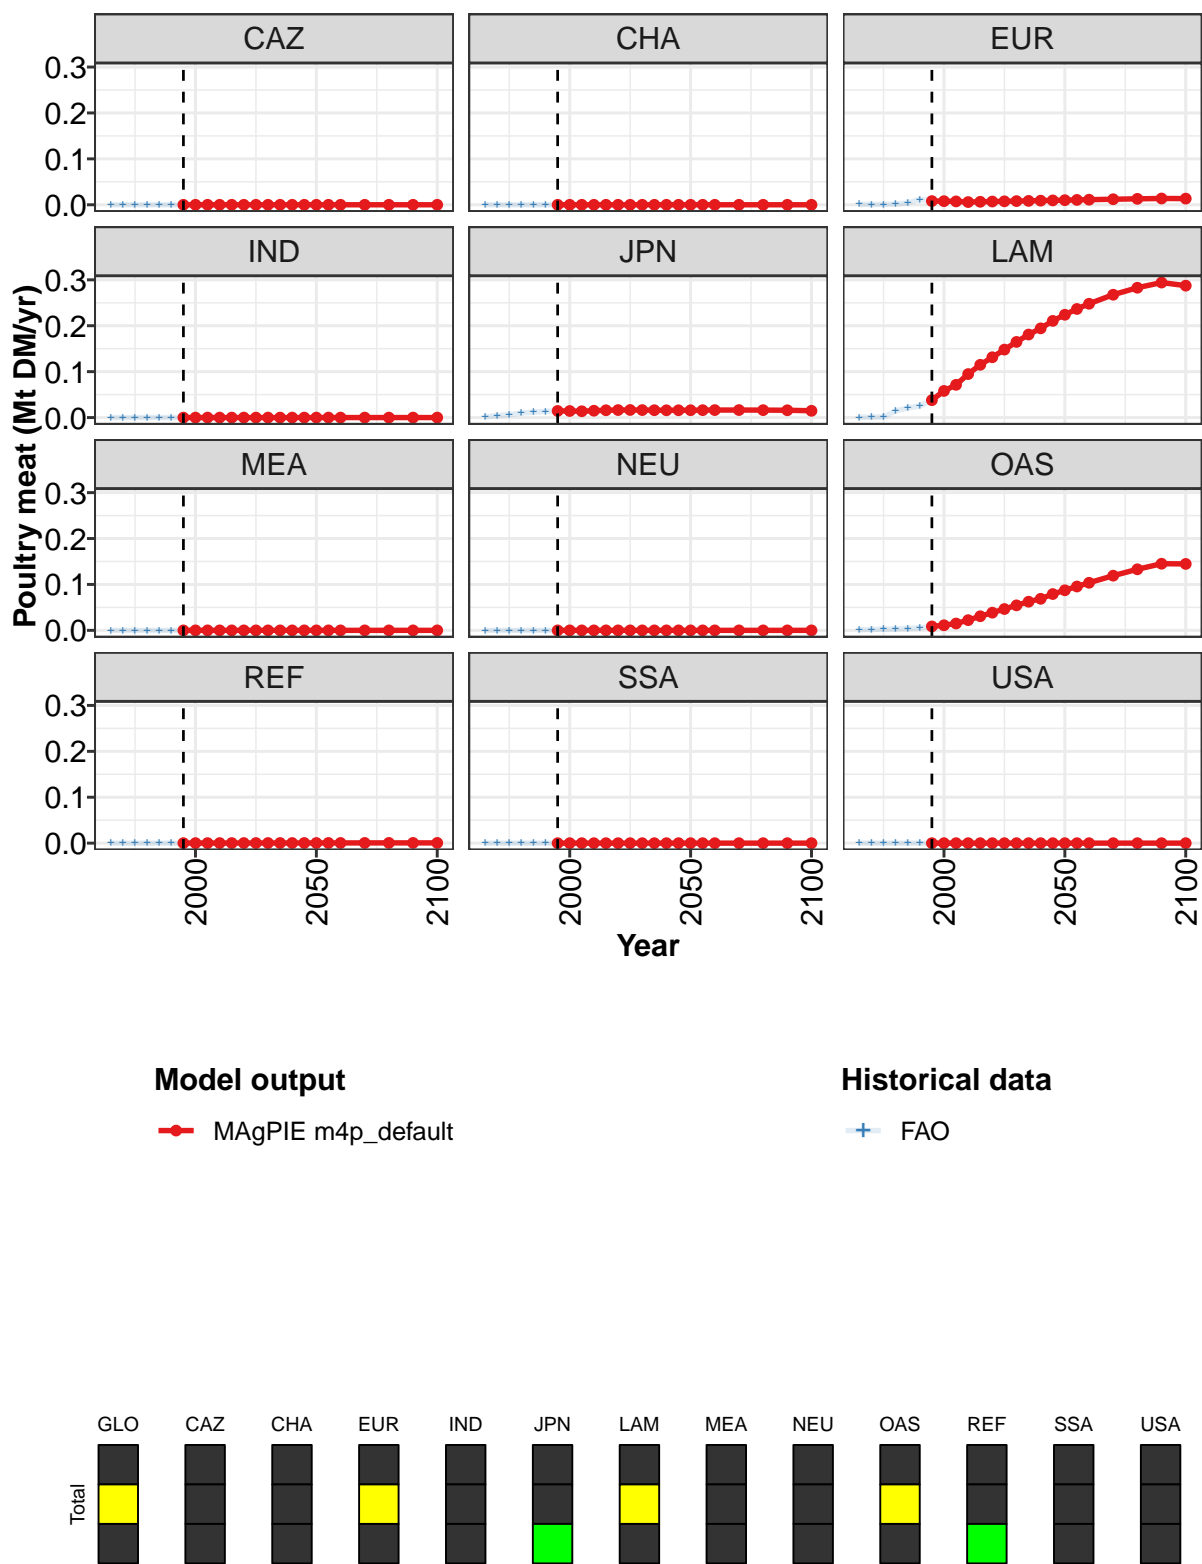 CAZ CHA EUR
0.3
0.2
0.1
0.0
IND JPN LAM
0.3
0.2
0.1
0.0
MEA NEU OAS
0.3
0.2
0.1
0.0
REF SSA USA
0.3
0.2
0.1
0.0
Poultry meat (Mt DM/yr)
2000 2050 2100 2000 2050 2100 2000 2050 2100
Year
Model output Historical data
MAgPIE m4p_default FAO
GLO CAZ CHA EUR IND JPN LAM MEA NEU OAS REF SSA USA
Total